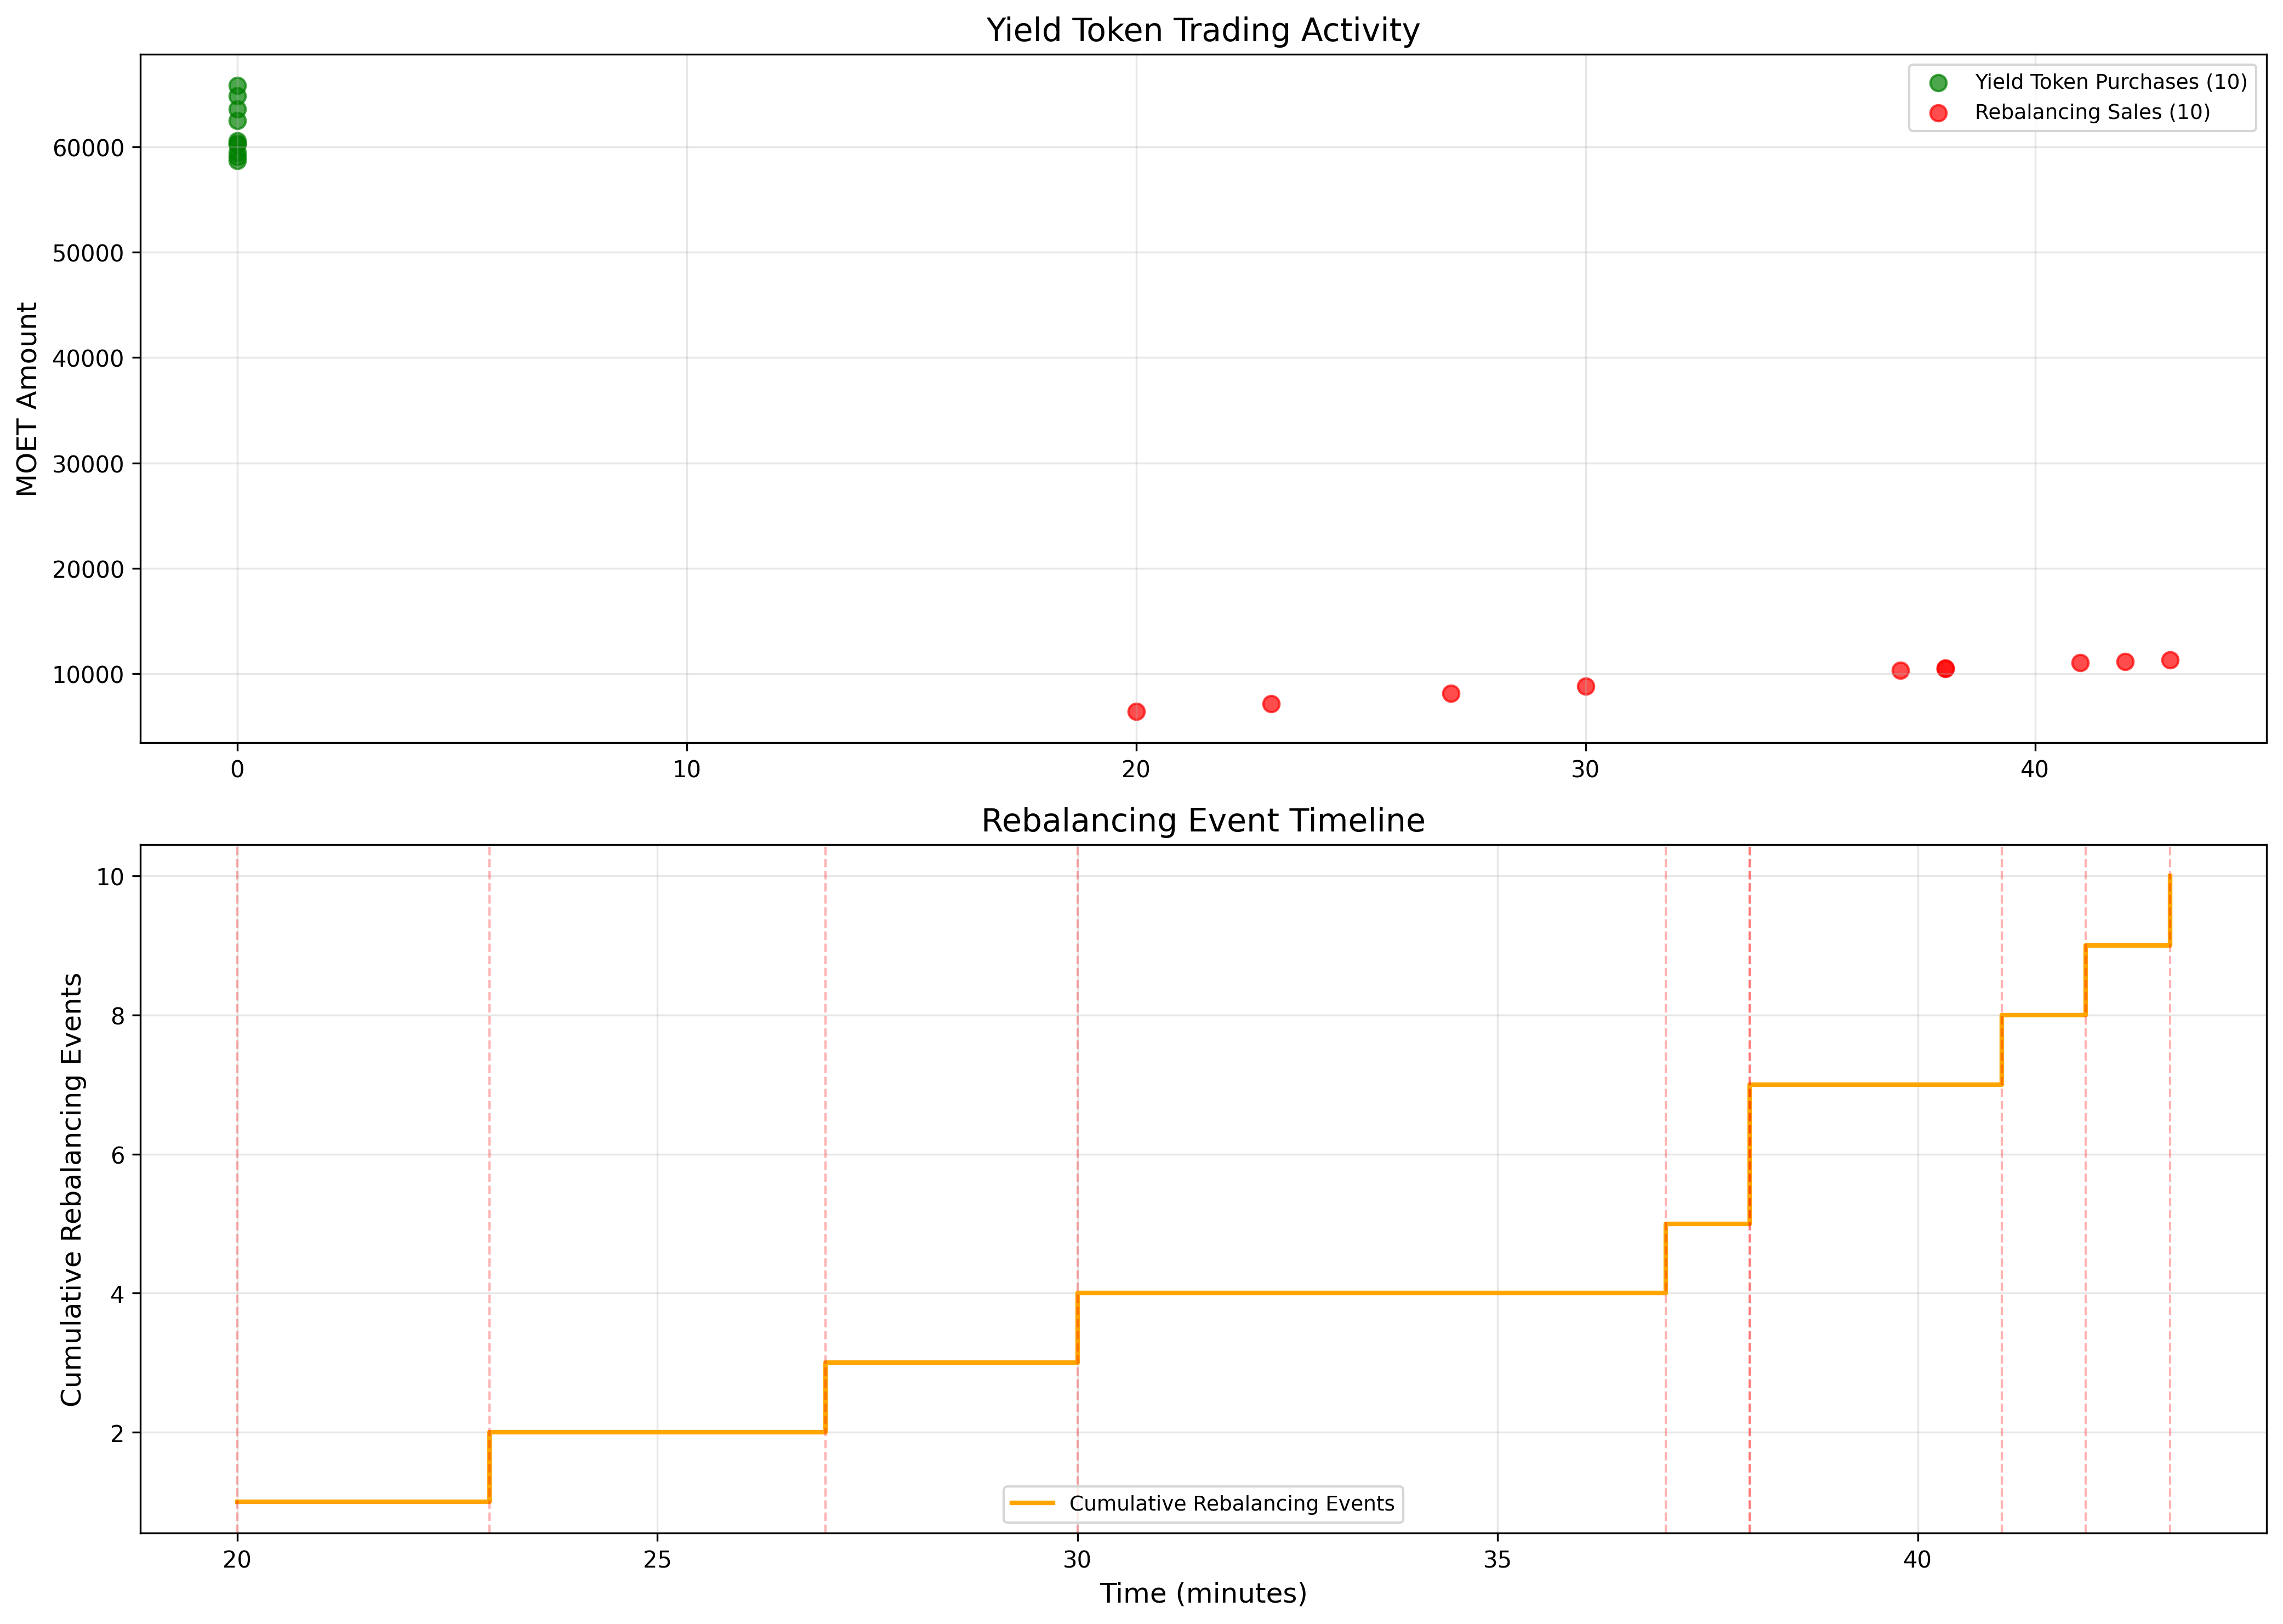 Yield Token Trading Activity
Yield Token Purchases (10)
Rebalancing Sales (10)
MOET Amount
60000
50000
40000
30000
20000
10000
0 10 20 30 40
Rebalancing Event Timeline
Cumulative Rebalancing Events
10
8
6
4
2
Cumulative Rebalancing Events
20 25 30 35 40
Time (minutes)